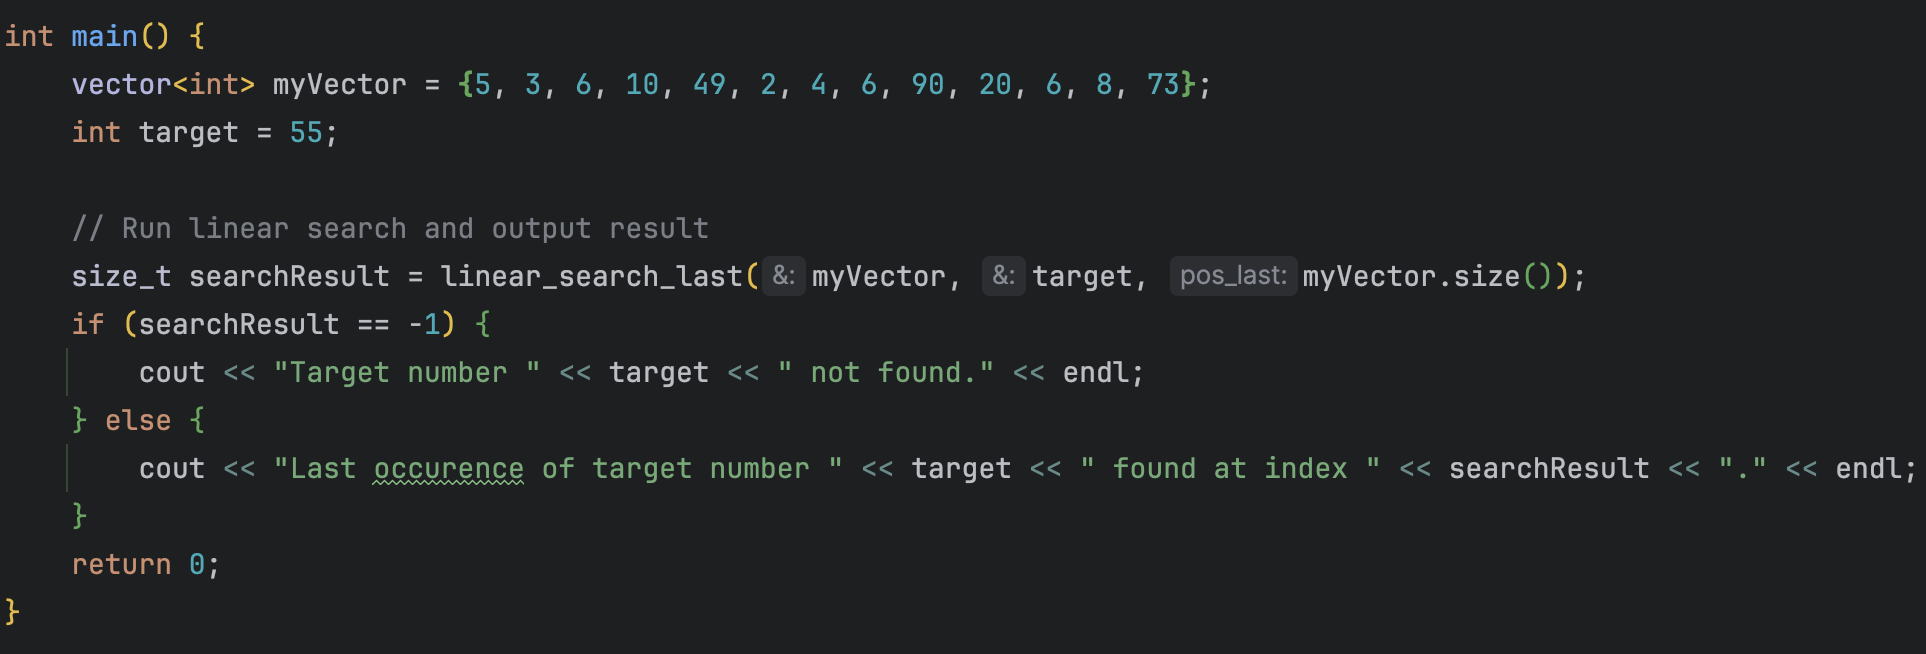 int main() {
    vector<int> myVector = {5, 3, 6, 10, 49, 2, 4, 6, 90, 20, 6, 8, 73};
    int target = 55;

    // Run linear search and output result
    size_t searchResult = linear_search_last(&: myVector, &: target, pos_last: myVector.size());
    if (searchResult == -1) {
        cout << "Target number " << target << " not found." << endl;
    } else {
        cout << "Last occurence of target number " << target << " found at index " << searchResult << "." << endl;
    }
    return 0;
}